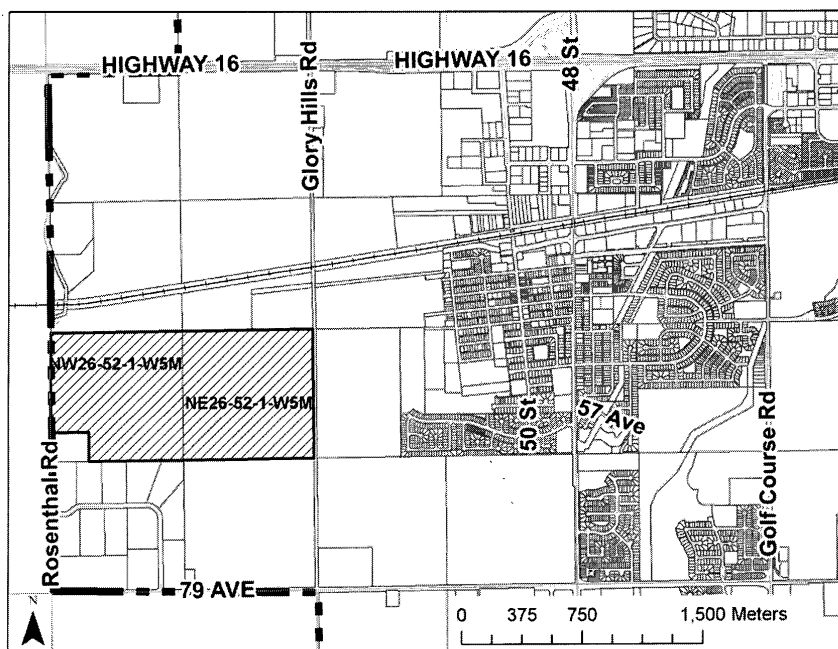 HIGHWAY 16
HIGHWAY 16
Glory Hills Rd
48 St
NW26-52-1-W5M
NE26-52-1-W5M
50 St
57 Ave
Rosenthal Rd
Golf Course Rd
79 AVE
N
0 375 750 1,500 Meters